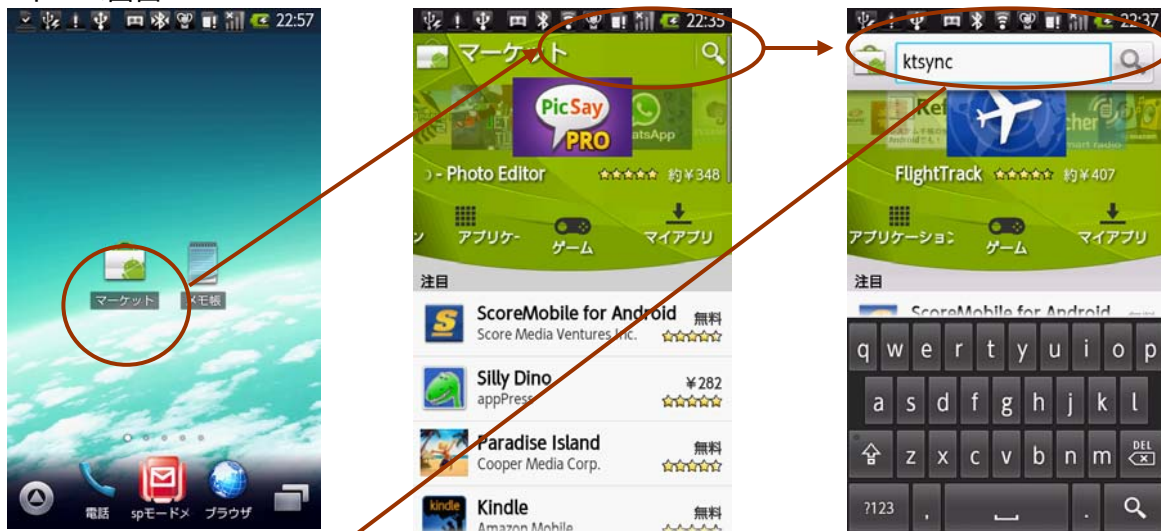 22:57
マーケット
メモ帳
電話
spモードメ
ブラウザ
22:35
マーケット
PicSay
PRO
atsApp
- Photo Editor
約¥348
アプリケ-
ゲーム
マイアプリ
注目
ScoreMobile for Android
無料
Score Media Ventures Inc.
Silly Dino
¥282
appPress
Paradise Island
無料
Cooper Media Corp.
kindle
Kindle
無料
Amazon Mobile
22:37
ktsync
Ref
cher
FlightTrack
約¥407
アプリケーション
ゲーム
マイアプリ
注目
ScoreMobile for Android
q w e r t y u i o p
a s d f g h j k l
z x c v b n m DEL
?123 , .